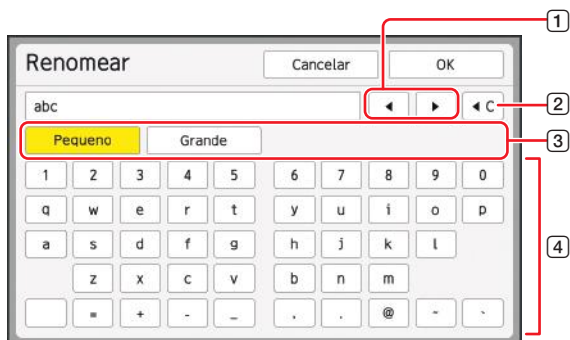 1
Renomear Cancelar OK
abc ◀ ▶ ◀ C 2
Pequeno Grande 3
1 2 3 4 5 6 7 8 9 0
q w e r t y u i o p
a s d f g h j k l 4
z x c v b n m
= + - _ . . @ ~ `